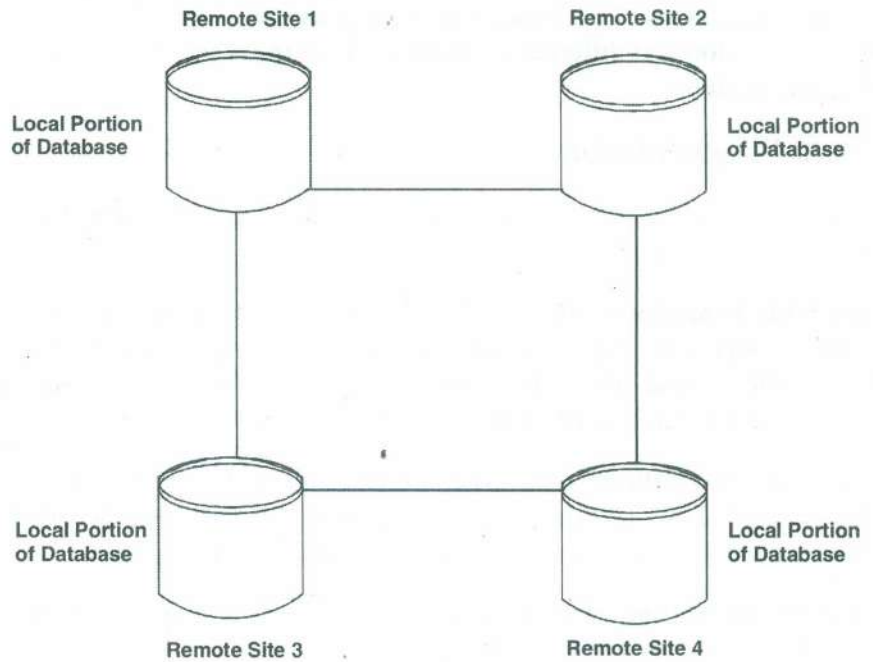 Remote Site 1
Remote Site 2
Local Portion
of Database
Local Portion
of Database
Local Portion
of Database
Local Portion
of Database
Remote Site 3
Remote Site 4